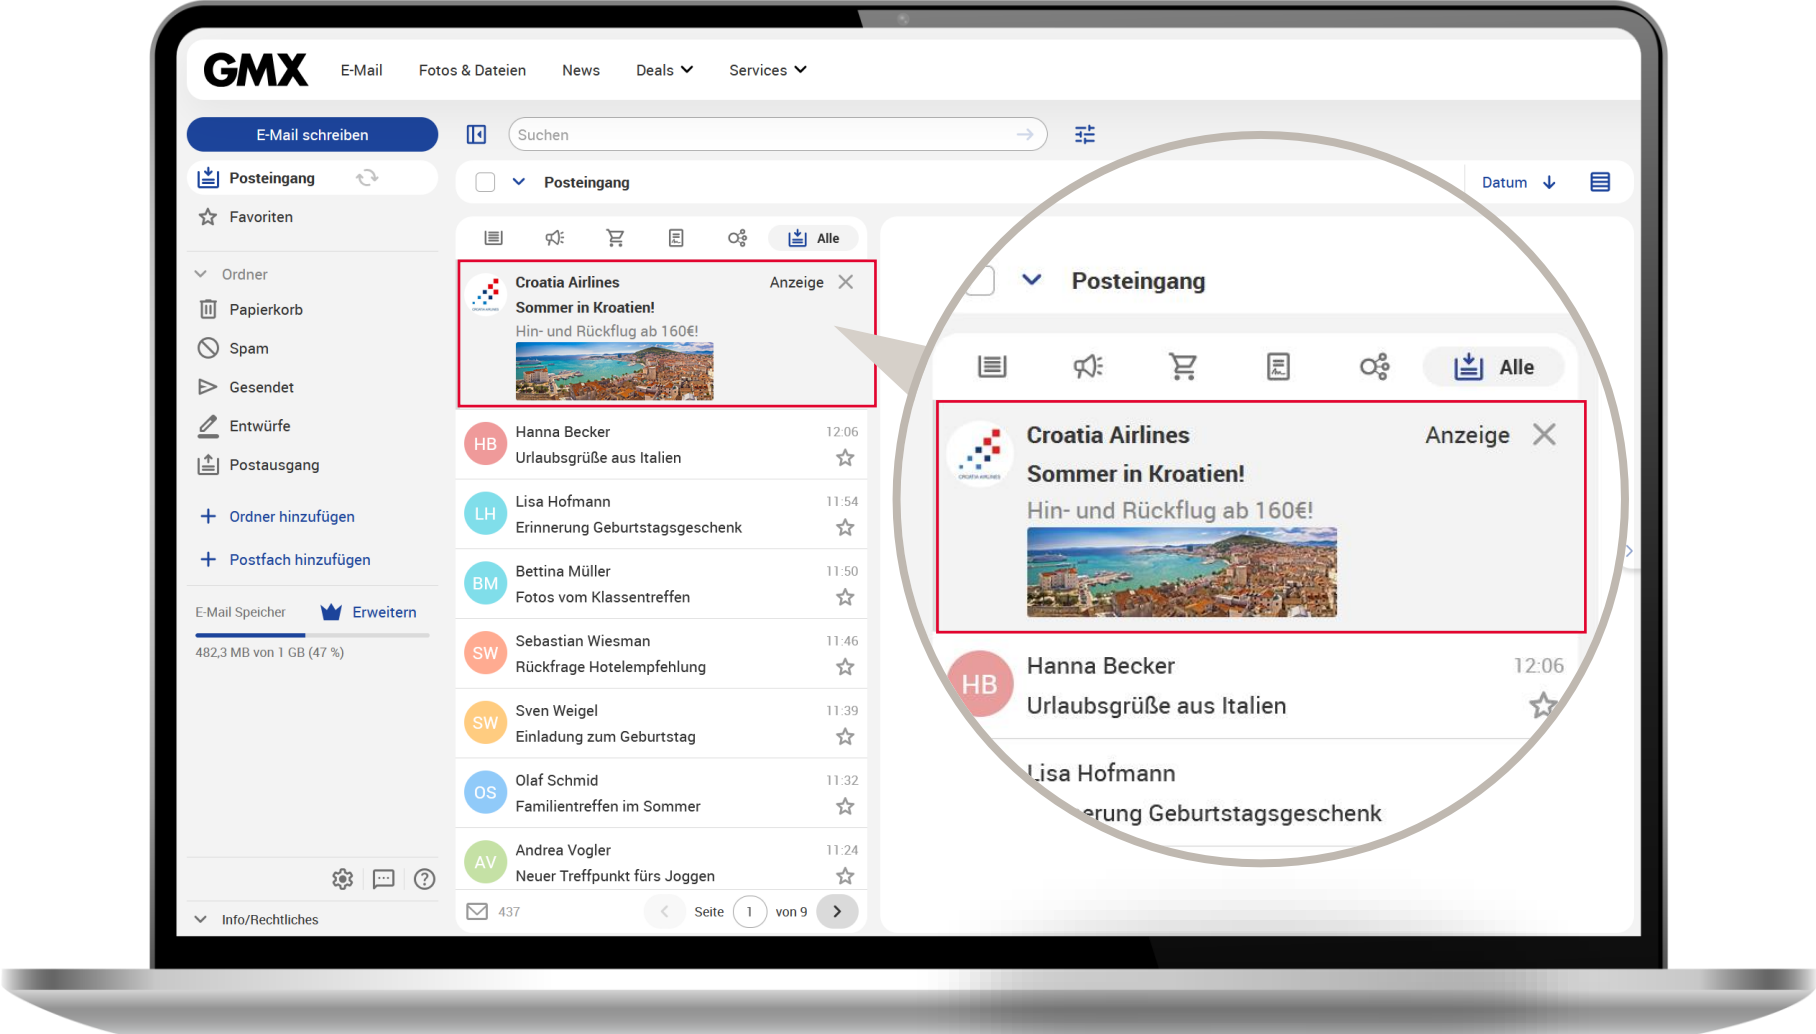 GMX
E-Mail
Fotos & Dateien
News
Deals
Services
E-Mail schreiben
Suchen
Posteingang
Favoriten
Ordner
Papierkorb
Spam
Gesendet
Entwürfe
Postausgang
Ordner hinzufügen
Postfach hinzufügen
E-Mail Speicher
Erweitern
482,3 MB von 1 GB (47 %)
Info/Rechtliches
Posteingang
Datum
Alle
Croatia Airlines
Anzeige
Sommer in Kroatien!
Hin- und Rückflug ab 160€!
CROATIA AIRLINES
HB
Hanna Becker
12:06
Urlaubsgrüße aus Italien
LH
Lisa Hofmann
11:54
Erinnerung Geburtstagsgeschenk
BM
Bettina Müller
11:50
Fotos vom Klassentreffen
SW
Sebastian Wiesman
11:46
Rückfrage Hotelempfehlung
SW
Sven Weigel
11:39
Einladung zum Geburtstag
OS
Olaf Schmid
11:32
Familientreffen im Sommer
AV
Andrea Vogler
11:24
Neuer Treffpunkt fürs Joggen
437
Seite 1 von 9
Posteingang
Alle
Croatia Airlines
Anzeige
Sommer in Kroatien!
Hin- und Rückflug ab 160€!
CROATIA AIRLINES
HB
Hanna Becker
12:06
Urlaubsgrüße aus Italien
Lisa Hofmann
erung Geburtstagsgeschenk